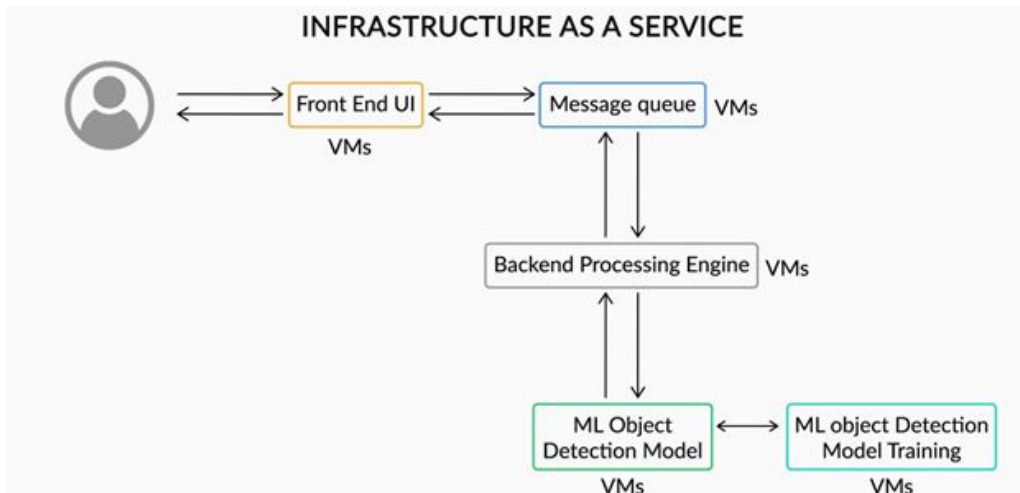 INFRASTRUCTURE AS A SERVICE
Front End UI
VMs
Message queue
VMs
Backend Processing Engine
VMs
ML Object
Detection Model
VMs
ML object Detection
Model Training
VMs